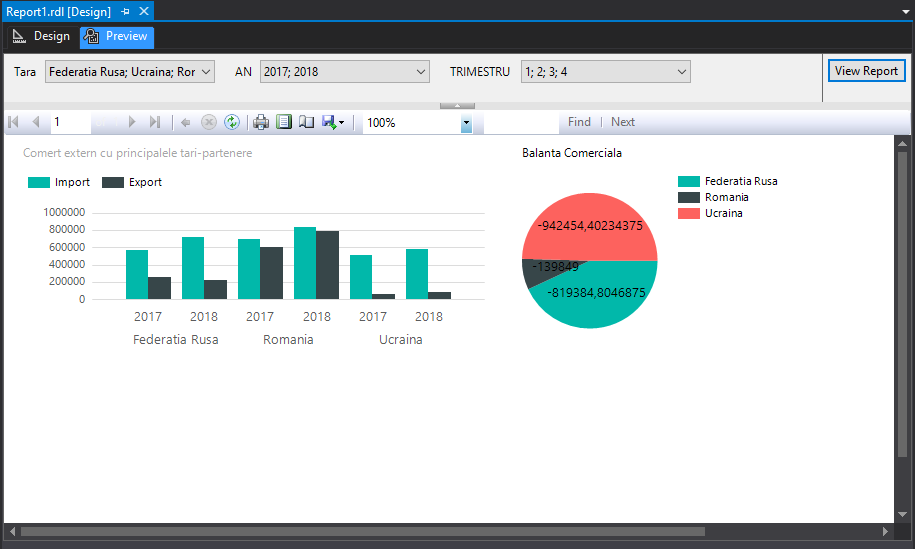 Report1.rdl [Design]
Design Preview
Tara Federatia Rusa; Ucraina; Ror AN 2017; 2018 TRIMESTRU 1; 2; 3; 4 View Report
1 100% Find | Next
Comert extern cu principalele tari-partenere
Import Export
1000000
800000
600000
400000
200000
0
2017 2018 2017 2018 2017 2018
Federatia Rusa Romania Ucraina
Balanta Comerciala
Federatia Rusa
Romania
Ucraina
-942454,40234375
-139849
-819384,8046875